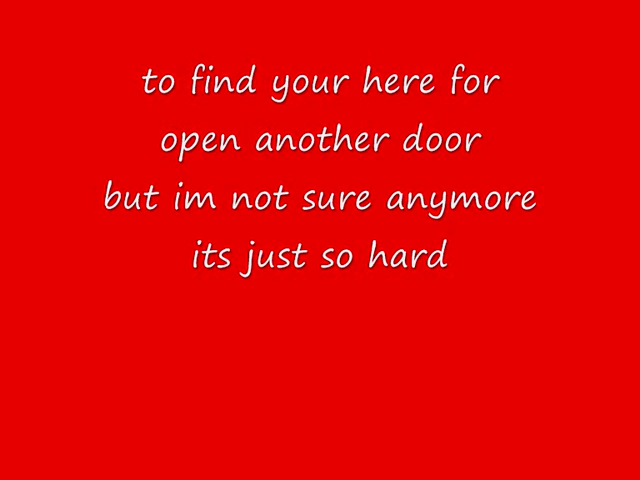 to find your here for
open another door
but im not sure anymore
its just so hard